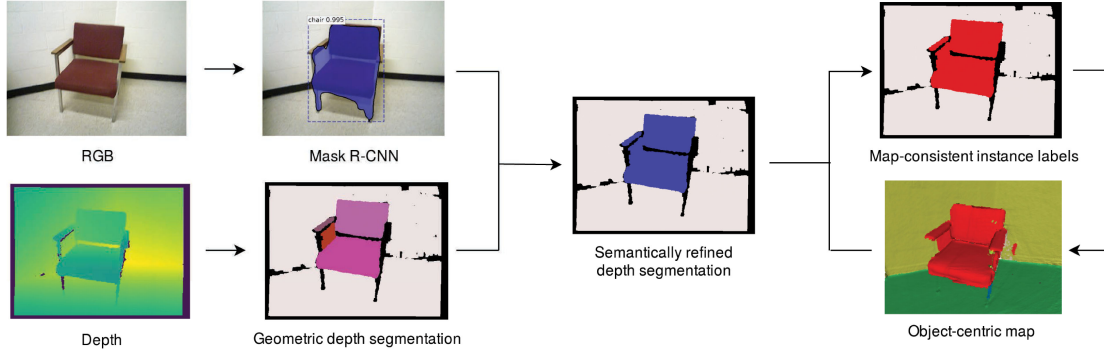 chair 0.995
RGB
Mask R-CNN
Map-consistent instance labels
Semantically refined
depth segmentation
Depth
Geometric depth segmentation
Object-centric map